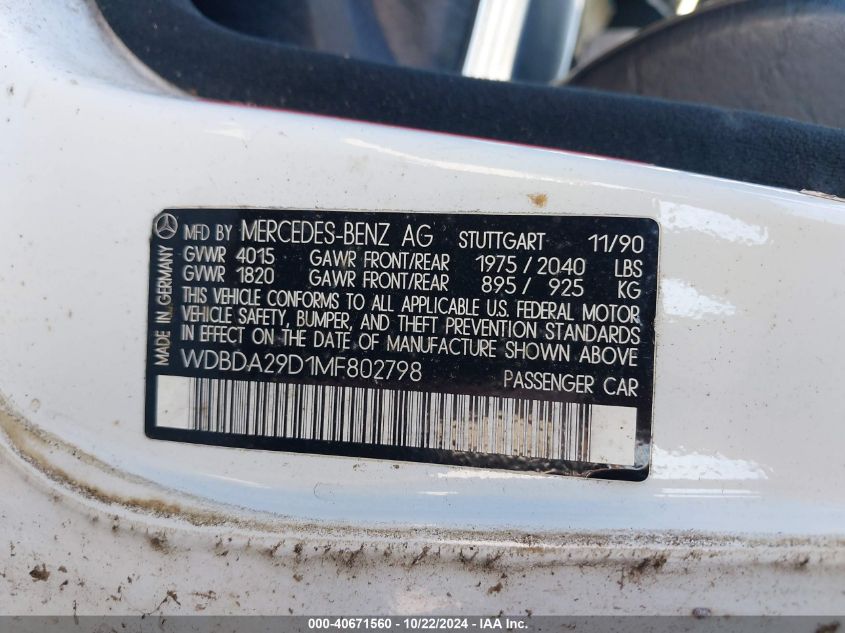 MADE IN GERMANY
MFD BY MERCEDES-BENZ AG STUTTGART 11/90
GVWR 4015 GAWR FRONT/REAR 1975/2040 LBS
GVWR 1820 GAWR FRONT/REAR 895/ 925 KG
THIS VEHICLE CONFORMS TO ALL APPLICABLE U.S. FEDERAL MOTOR
VEHICLE SAFETY, BUMPER, AND THEFT PREVENTION STANDARDS
IN EFFECT ON THE DATE OF MANUFACTURE SHOWN ABOVE
WDBDA29D1MF802798 PASSENGER CAR
000-40671560 - 10/22/2024 - IAA Inc.